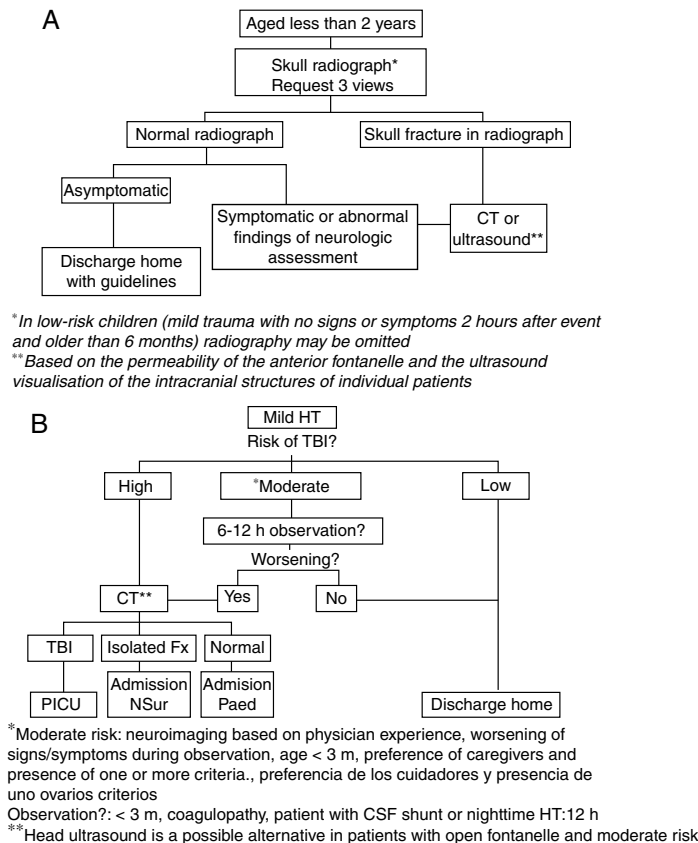 A
Aged less than 2 years
Skull radiograph*
Request 3 views
Normal radiograph
Skull fracture in radiograph
Asymptomatic
Symptomatic or abnormal
findings of neurologic
assessment
CT or
ultrasound**
Discharge home
with guidelines
*In low-risk children (mild trauma with no signs or symptoms 2 hours after event
and older than 6 months) radiography may be omitted
**Based on the permeability of the anterior fontanelle and the ultrasound
visualisation of the intracranial structures of individual patients
B
Mild HT
Risk of TBI?
High
*Moderate
Low
6-12 h observation?
Worsening?
CT**
Yes
No
TBI
Isolated Fx
Normal
PICU
Admission
NSur
Admision
Paed
Discharge home
*Moderate risk: neuroimaging based on physician experience, worsening of
signs/symptoms during observation, age < 3 m, preference of caregivers and
presence of one or more criteria., preferencia de los cuidadores y presencia de
uno ovarios criterios
Observation?: < 3 m, coagulopathy, patient with CSF shunt or nighttime HT:12 h
**Head ultrasound is a possible alternative in patients with open fontanelle and moderate risk